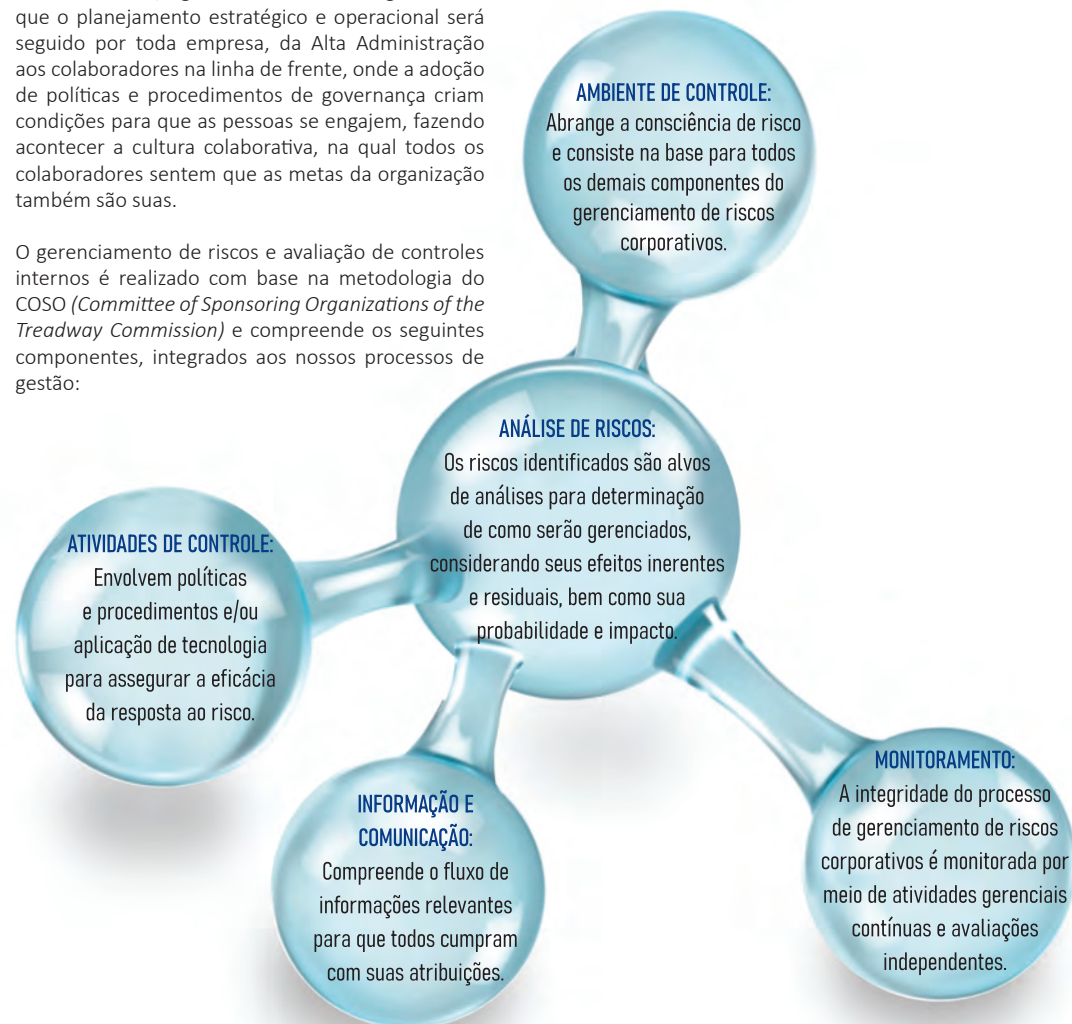 que o planejamento estratégico e operacional será
seguido por toda empresa, da Alta Administração
aos colaboradores na linha de frente, onde a adoção
de políticas e procedimentos de governança criam
condições para que as pessoas se engajem, fazendo
acontecer a cultura colaborativa, na qual todos os
colaboradores sentem que as metas da organização
também são suas.
O gerenciamento de riscos e avaliação de controles
internos é realizado com base na metodologia do
COSO (Committee of Sponsoring Organizations of the
Treadway Commission) e compreende os seguintes
componentes, integrados aos nossos processos de
gestão:
AMBIENTE DE CONTROLE:
Abrange a consciência de risco
e consiste na base para todos
os demais componentes do
gerenciamento de riscos
corporativos.
ANÁLISE DE RISCOS:
Os riscos identificados são alvos
de análises para determinação
de como serão gerenciados,
considerando seus efeitos inerentes
e residuais, bem como sua
probabilidade e impacto.
ATIVIDADES DE CONTROLE:
Envolvem políticas
e procedimentos e/ou
aplicação de tecnologia
para assegurar a eficácia
da resposta ao risco.
INFORMAÇÃO E
COMUNICAÇÃO:
Compreende o fluxo de
informações relevantes
para que todos cumpram
com suas atribuições.
MONITORAMENTO:
A integridade do processo
de gerenciamento de riscos
corporativos é monitorada por
meio de atividades gerenciais
contínuas e avaliações
independentes.